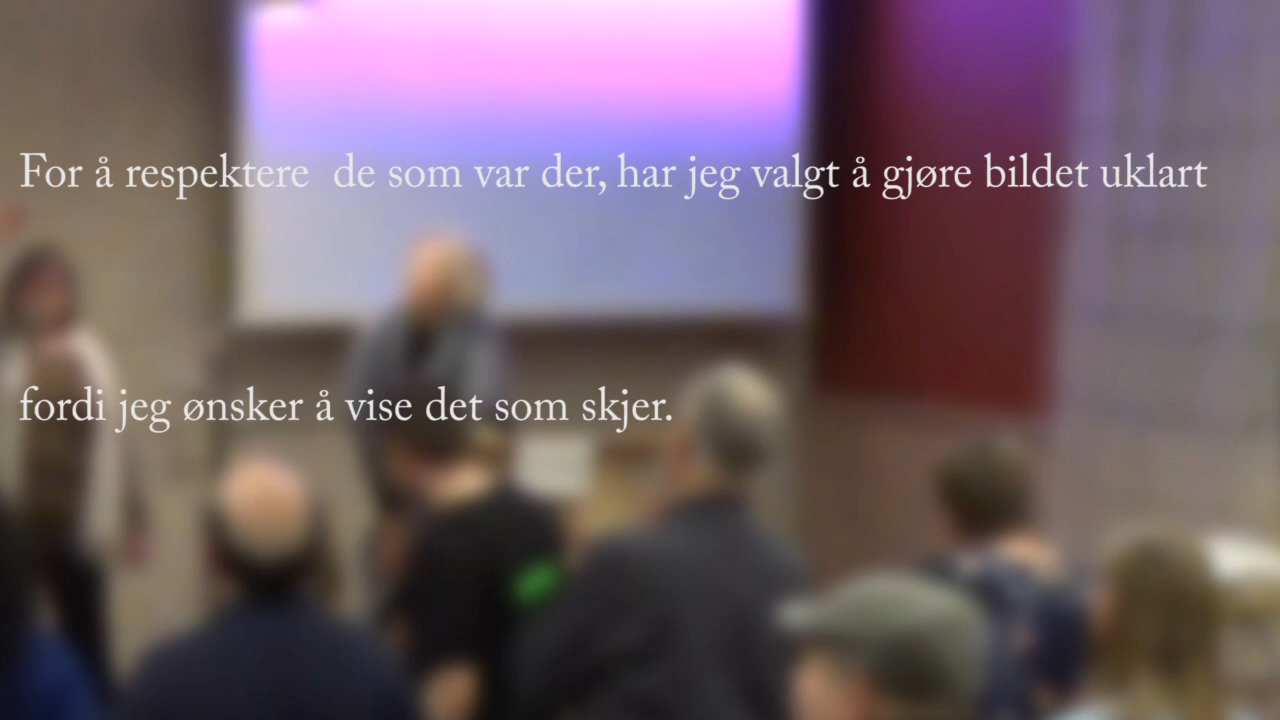 For å respektere  de som var der, har jeg valgt å gjøre bildet uklart
fordi jeg ønsker å vise det som skjer.